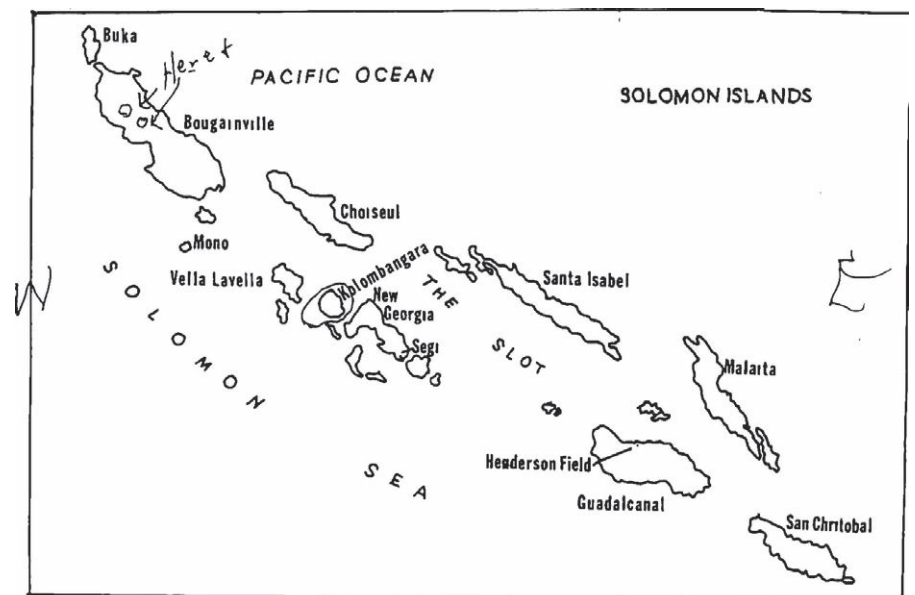 Buka
Here
PACIFIC OCEAN
SOLOMON ISLANDS
Bougainville
Choiseul
Mono
Vella Lavella
Kolombangara
THE SLOT
Santa Isabel
W
E
New
Georgia
Segi
SOLOMON SEA
Malaita
Henderson Field
Guadalcanal
San Chritobal